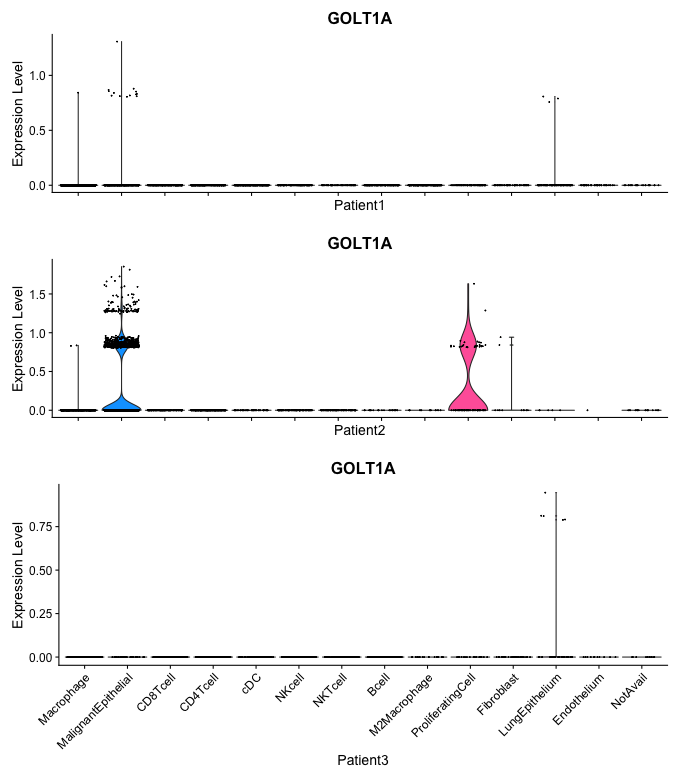 GOLT1A
Expression Level
1.0
0.5
0.0
Patient1
GOLT1A
Expression Level
1.5
1.0
0.5
0.0
Patient2
GOLT1A
Expression Level
0.75
0.50
0.25
0.00
Macrophage
MalignantEpithelial
CD8Tcell
CD4Tcell
cDC
NKcell
NKTcell
Bcell
M2Macrophage
ProliferatingCell
Fibroblast
LungEpithelium
Endothelium
NotAvail
Patient3